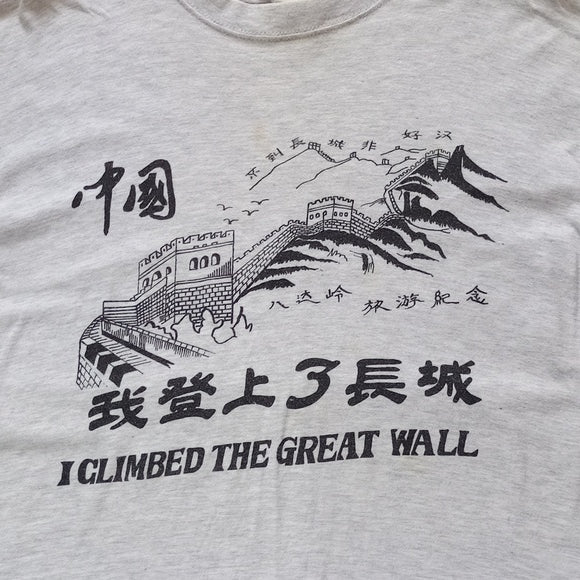 不到長城非好汉
中國
八达岭 旅游紀念
我登上了長城
I CLIMBED THE GREAT WALL